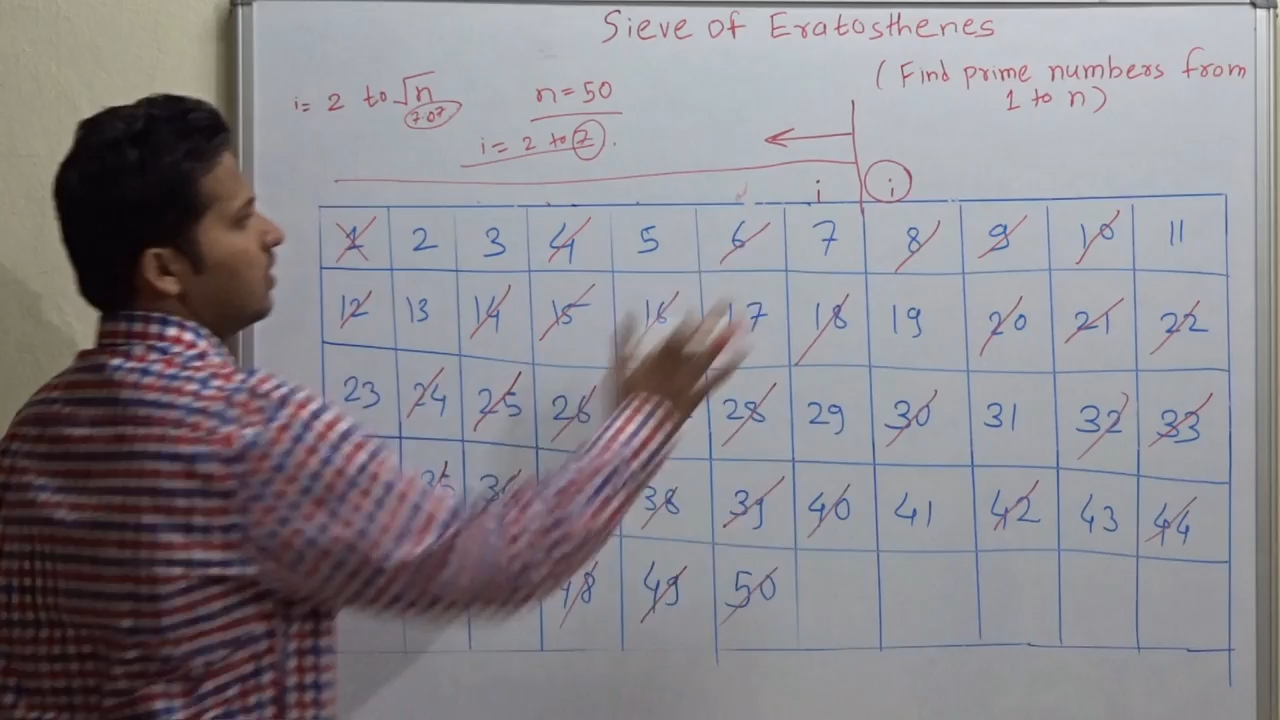 Sieve of Eratosthenes
(Find prime numbers from
1 to n)
i= 2 to √n
7.07
n=50
i= 2 to 7.
i i
1 2 3 4 5 6 7 8 9 10 11
12 13 14 15 16 17 18 19 20 21 22
23 24 25 26 28 29 30 31 32 33
38 39 40 41 42 43 44
48 49 50